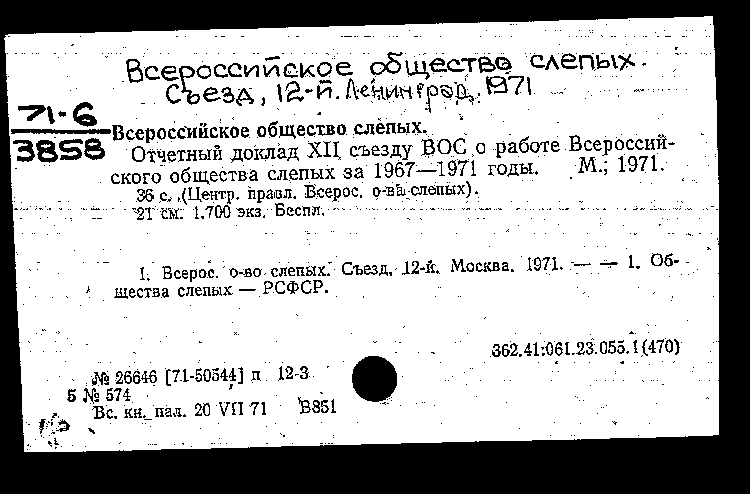 Всероссийское общество слепых.
Съезд, 12-й. Ленинград. 1971
71-6
3858
Всероссийское общество слепых.
Отчетный доклад XII съезду ВОС о работе Всероссий-
ского общества слепых за 1967—1971 годы. М., 1971.
36 с. (Центр. правл. Всерос. о-ва слепых).
21 см. 1.700 экз. Беспл.
1. Всерос. о-во слепых. Съезд. 12-й. Москва. 1971. — — 1. Об-
щества слепых — РСФСР.
362.41:061.23.055.1(470)
№ 26646 [71-50544] п 12-3
5 № 574
Вс. кн. пал. 20 VII 71 В851